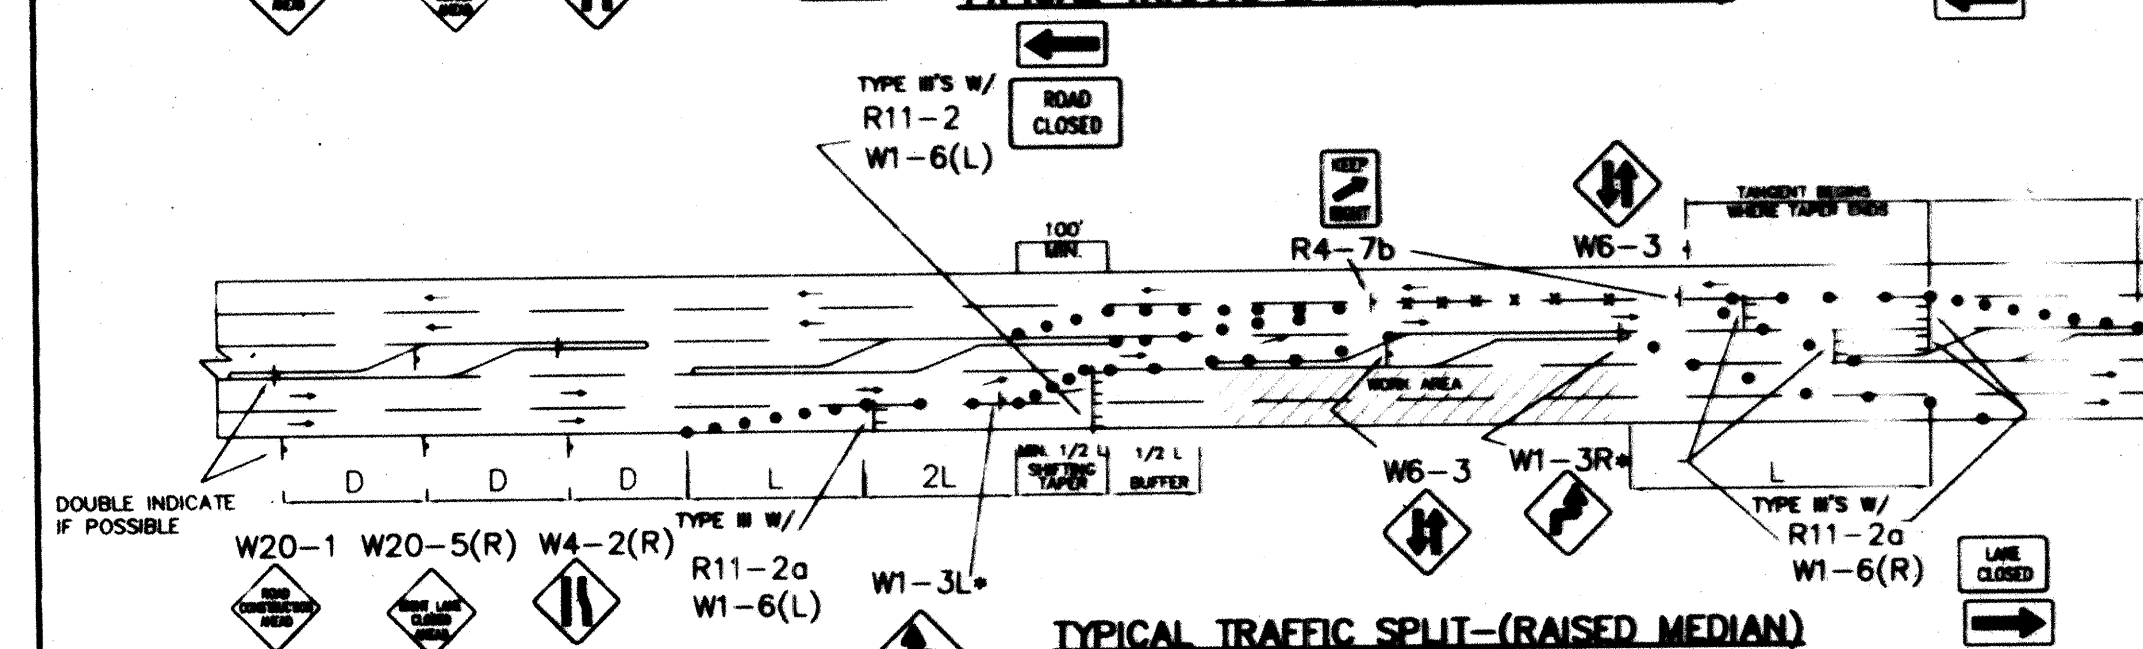 AHEAD
AHEAD
TYPE III'S W/
R11-2
W1-6(L)
ROAD
CLOSED
KEEP
RIGHT
R4-7b
W6-3
TANGENT BEGINS
WHERE TAPER ENDS
100'
MIN.
WORK AREA
DOUBLE INDICATE
IF POSSIBLE
D
D
D
L
2L
MIN. 1/2 L
SHIFTING
TAPER
1/2 L
BUFFER
W6-3
W1-3R*
L
TYPE III'S W/
R11-2a
W1-6(R)
LANE
CLOSED
W20-1
W20-5(R)
W4-2(R)
TYPE III W/
R11-2a
W1-6(L)
W1-3L*
ROAD
CONSTRUCTION
AHEAD
RIGHT LANE
CLOSED
AHEAD
TYPICAL TRAFFIC SPLIT-(RAISED MEDIAN)